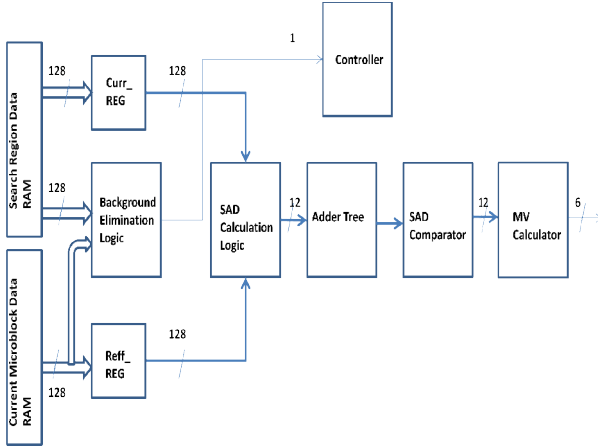 1
Controller
128
Curr_
REG
128
Search Region Data
RAM
128
Background
Elimination
Logic
SAD
Calculation
Logic
12
Adder Tree
SAD
Comparator
12
MV
Calculator
6
Current Microblock Data
RAM
128
Reff_
REG
128